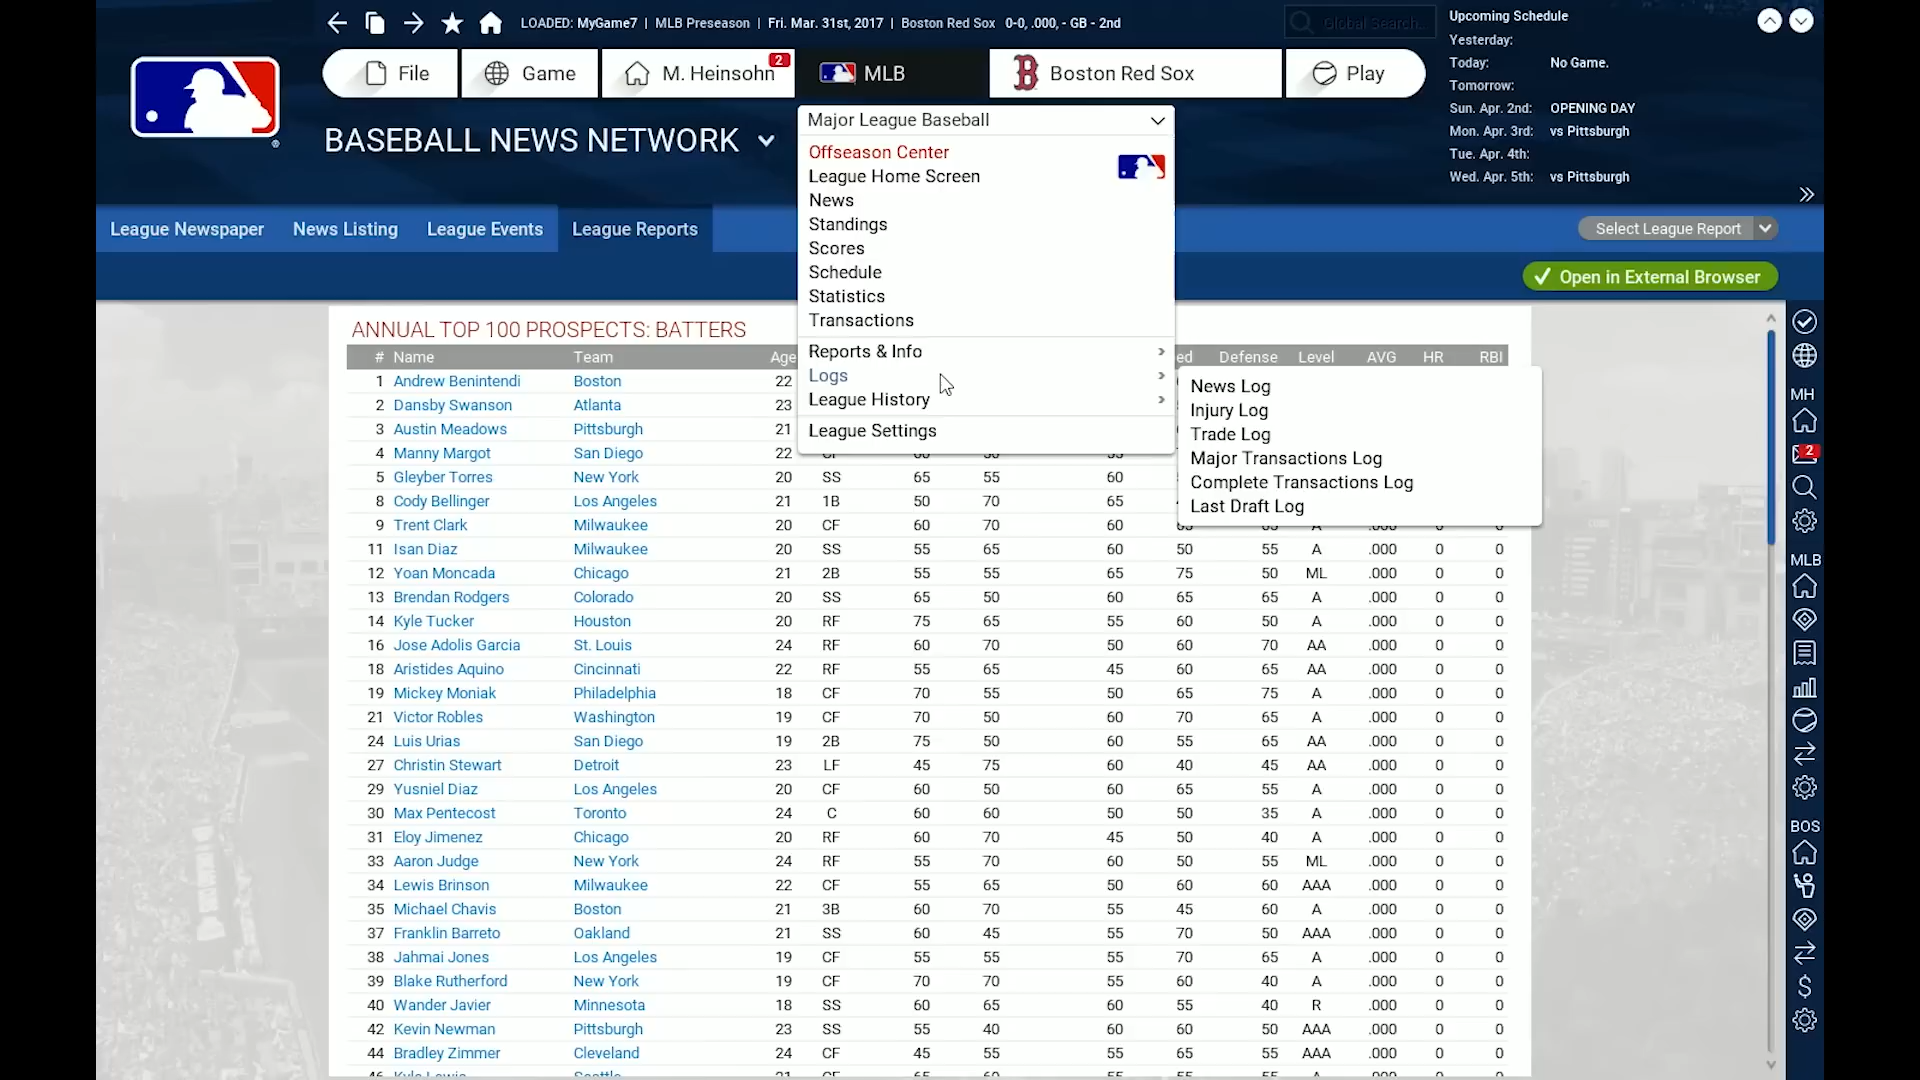 LOADED: MyGame7 | MLB Preseason | Fri. Mar. 31st, 2017 | Boston Red Sox 0-0, .000, - GB - 2nd
Global Search...
Upcoming Schedule
Yesterday:
Today: No Game.
Tomorrow:
Sun. Apr. 2nd: OPENING DAY
Mon. Apr. 3rd: vs Pittsburgh
Tue. Apr. 4th:
Wed. Apr. 5th: vs Pittsburgh
File Game M. Heinsohn 2 MLB Boston Red Sox Play
BASEBALL NEWS NETWORK
Major League Baseball
Offseason Center
League Home Screen
News
Standings
Scores
Schedule
Statistics
Transactions
Reports & Info
Logs
League History
League Settings
News Log
Injury Log
Trade Log
Major Transactions Log
Complete Transactions Log
Last Draft Log
League Newspaper News Listing League Events League Reports Select League Report
Open in External Browser
ANNUAL TOP 100 PROSPECTS: BATTERS
# Name Team Age ed Defense Level AVG HR RBI
1 Andrew Benintendi Boston 22
2 Dansby Swanson Atlanta 23
3 Austin Meadows Pittsburgh 21
4 Manny Margot San Diego 22
5 Gleyber Torres New York 20 SS 65 55 60
8 Cody Bellinger Los Angeles 21 1B 50 70 65
9 Trent Clark Milwaukee 20 CF 60 70 60
11 Isan Diaz Milwaukee 20 SS 55 65 60 50 55 A .000 0 0
12 Yoan Moncada Chicago 21 2B 55 55 65 75 50 ML .000 0 0
13 Brendan Rodgers Colorado 20 SS 65 50 60 65 65 A .000 0 0
14 Kyle Tucker Houston 20 RF 75 65 55 60 50 A .000 0 0
16 Jose Adolis Garcia St. Louis 24 RF 60 70 50 60 70 AA .000 0 0
18 Aristides Aquino Cincinnati 22 RF 55 65 45 60 65 AA .000 0 0
19 Mickey Moniak Philadelphia 18 CF 70 55 50 65 75 A .000 0 0
21 Victor Robles Washington 19 CF 70 50 60 70 65 A .000 0 0
24 Luis Urias San Diego 19 2B 75 50 60 55 65 AA .000 0 0
27 Christin Stewart Detroit 23 LF 45 75 60 40 45 AA .000 0 0
29 Yusniel Diaz Los Angeles 20 CF 60 50 60 65 55 A .000 0 0
30 Max Pentecost Toronto 24 C 60 60 50 50 35 A .000 0 0
31 Eloy Jimenez Chicago 20 RF 60 70 45 50 40 A .000 0 0
33 Aaron Judge New York 24 RF 55 70 60 50 55 ML .000 0 0
34 Lewis Brinson Milwaukee 22 CF 55 65 50 60 60 AAA .000 0 0
35 Michael Chavis Boston 21 3B 60 70 55 45 60 A .000 0 0
37 Franklin Barreto Oakland 21 SS 60 45 55 70 50 AAA .000 0 0
38 Jahmai Jones Los Angeles 19 CF 55 55 55 70 65 A .000 0 0
39 Blake Rutherford New York 19 CF 70 70 55 60 40 A .000 0 0
40 Wander Javier Minnesota 18 SS 60 65 60 55 40 R .000 0 0
42 Kevin Newman Pittsburgh 23 SS 55 40 60 60 50 AAA .000 0 0
44 Bradley Zimmer Cleveland 24 CF 45 55 55 65 55 AAA .000 0 0
MH
2
MLB
BOS